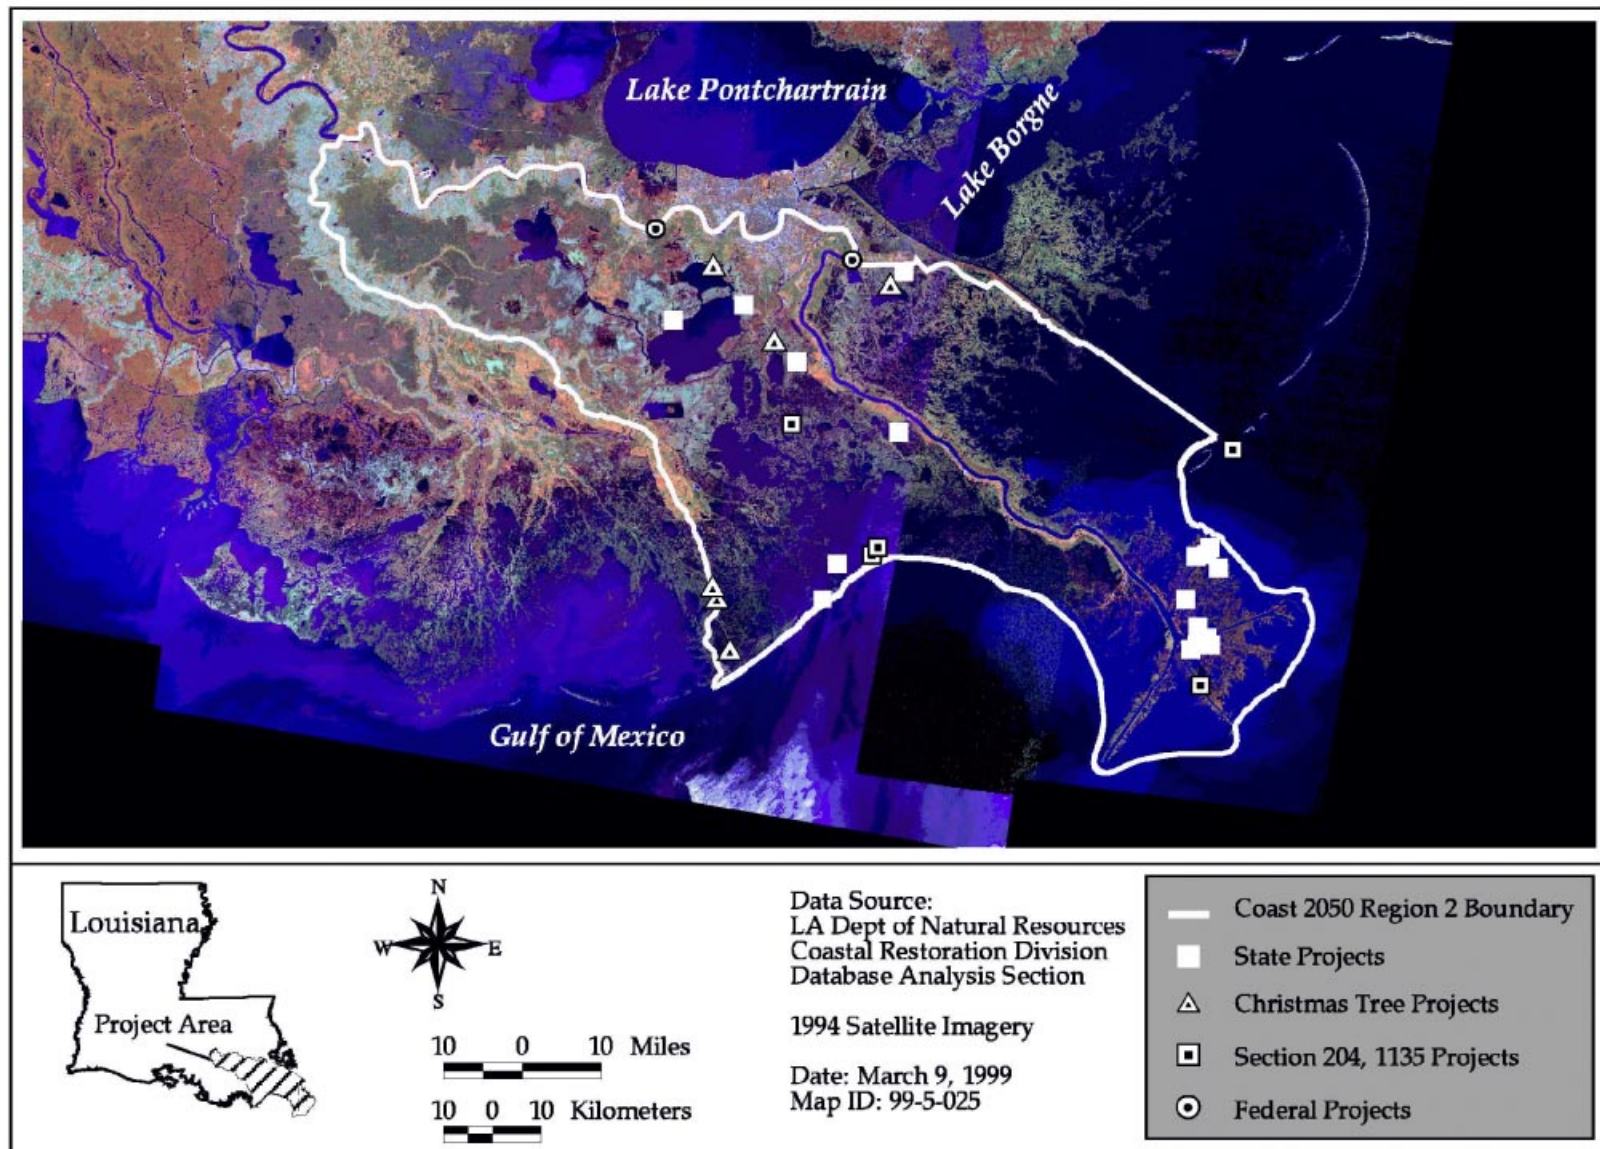 Lake Pontchartrain
Lake Borgne
Gulf of Mexico
Louisiana
Project Area
N
W
E
S
10 0 10 Miles
10 0 10 Kilometers
Data Source:
LA Dept of Natural Resources
Coastal Restoration Division
Database Analysis Section
1994 Satellite Imagery
Date: March 9, 1999
Map ID: 99-5-025
Coast 2050 Region 2 Boundary
State Projects
Christmas Tree Projects
Section 204, 1135 Projects
Federal Projects